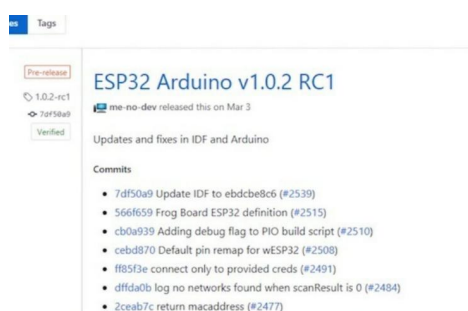 es Tags
Pre-release
1.0.2-rc1
7df50a9
Verified
ESP32 Arduino v1.0.2 RC1
me-no-dev released this on Mar 3
Updates and fixes in IDF and Arduino
Commits
7df50a9 Update IDF to ebdcbe8c6 (#2539)
566f659 Frog Board ESP32 definition (#2515)
cb0a939 Adding debug flag to PIO build script (#2510)
cebd870 Default pin remap for wESP32 (#2508)
ff85f3e connect only to provided creds (#2491)
dffda0b log no networks found when scanResult is 0 (#2484)
2ceab7c return macaddress (#2477)